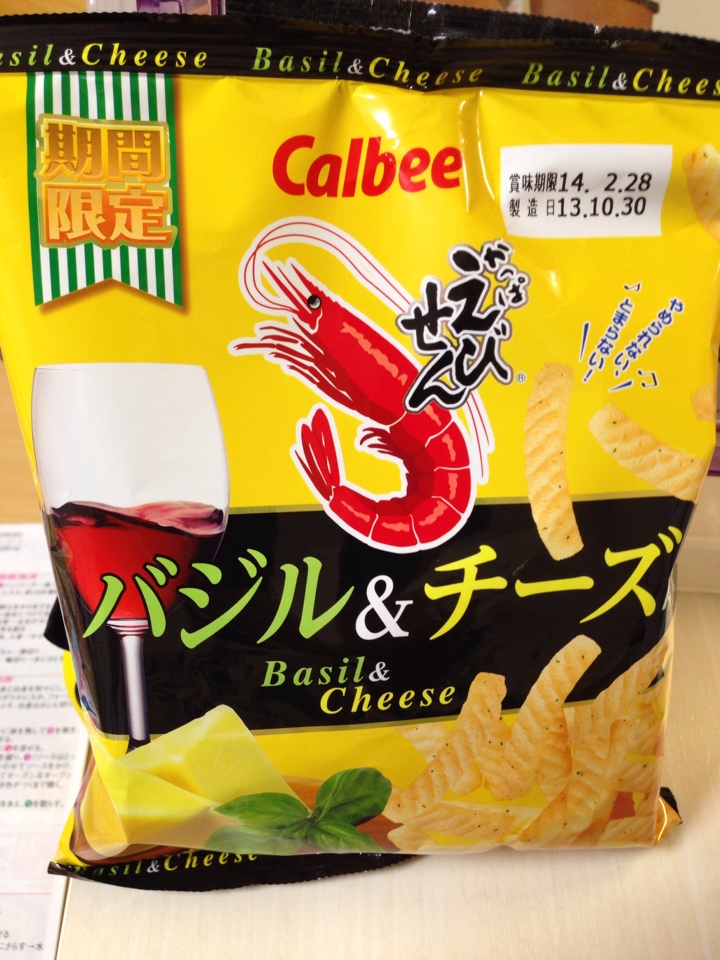 Basil&Cheese Basil&Cheese Basil&Chees
期間
限定
Calbee
賞味期限14. 2.28
製造日13.10.30
かっぱ
えび
せん
®
やめられない、
とまらない!
バジル&チーズ
Basil&
Cheese
Basil&Cheese